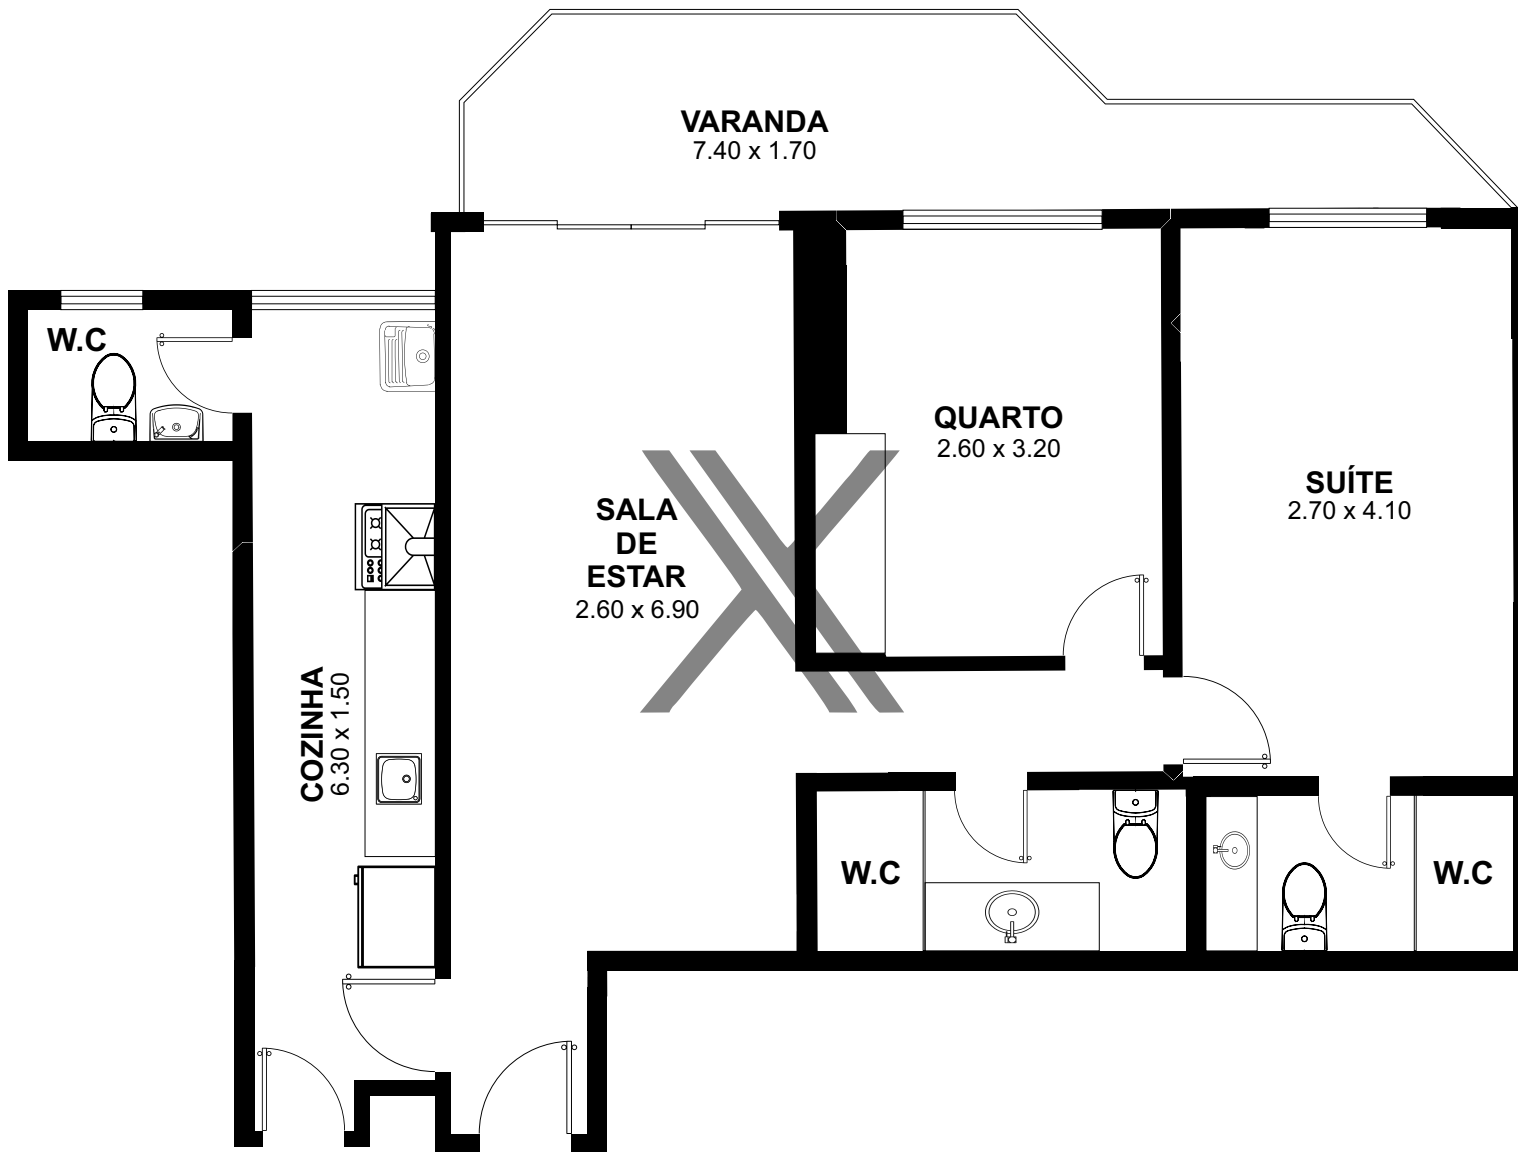 VARANDA
7.40 x 1.70
W.C
QUARTO
2.60 x 3.20
SUÍTE
2.70 x 4.10
SALA
DE
ESTAR
2.60 x 6.90
COZINHA
6.30 x 1.50
W.C
W.C